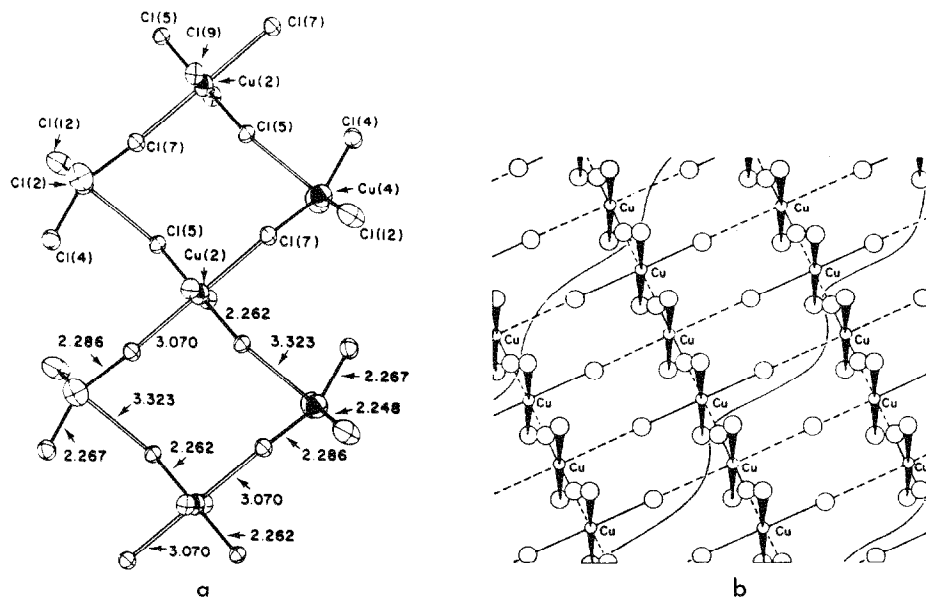 Cl(5)
Cl(9)
Cl(7)
Cu(2)
Cl(12)
Cl(7)
Cl(5)
Cl(4)
Cl(2)
Cu(4)
Cl(4)
Cl(5)
Cl(7)
Cl(12)
Cu(2)
2.262
2.286
3.070
3.323
2.267
3.323
2.248
2.267
2.262
2.286
3.070
3.070
2.262
a
Cu
Cu
Cu
Cu
Cu
Cu
Cu
Cu
Cu
Cu
Cu
Cu
Cu
Cu
b